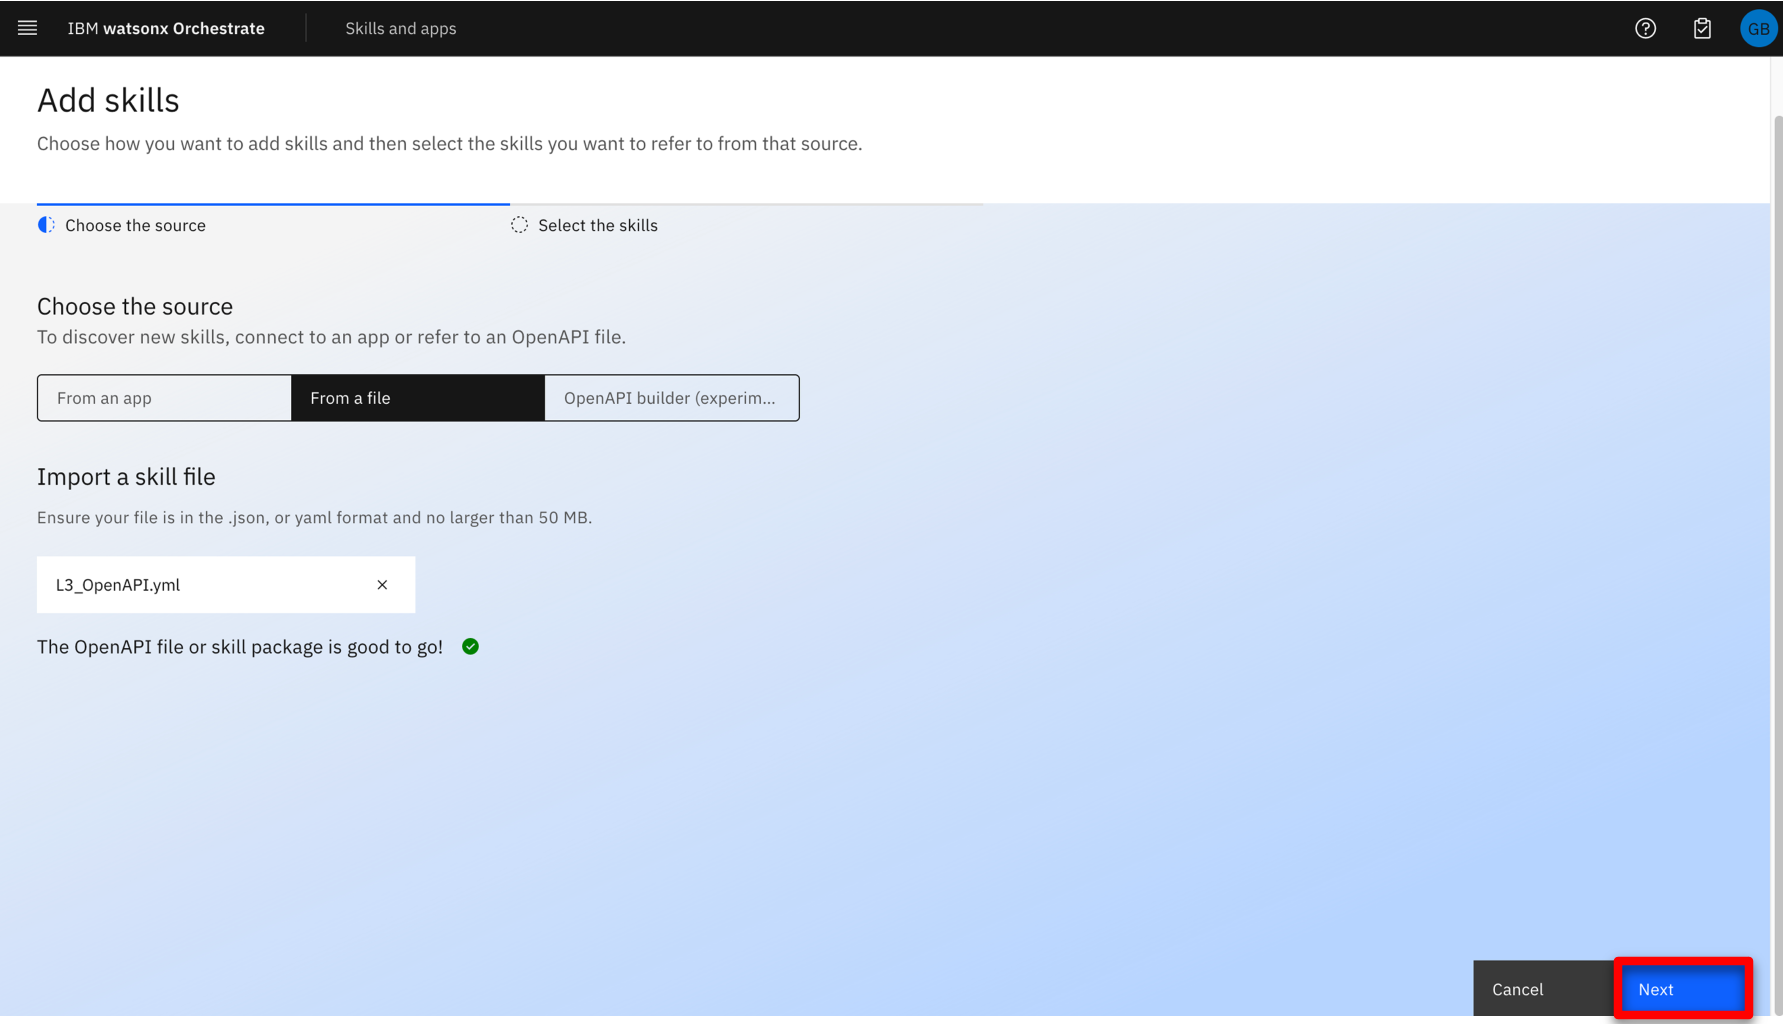 IBM watsonx Orchestrate
Skills and apps
GB
Add skills
Choose how you want to add skills and then select the skills you want to refer to from that source.
Choose the source
Select the skills
Choose the source
To discover new skills, connect to an app or refer to an OpenAPI file.
From an app
From a file
OpenAPI builder (experim...
Import a skill file
Ensure your file is in the .json, or yaml format and no larger than 50 MB.
L3_OpenAPI.yml
The OpenAPI file or skill package is good to go!
Cancel
Next